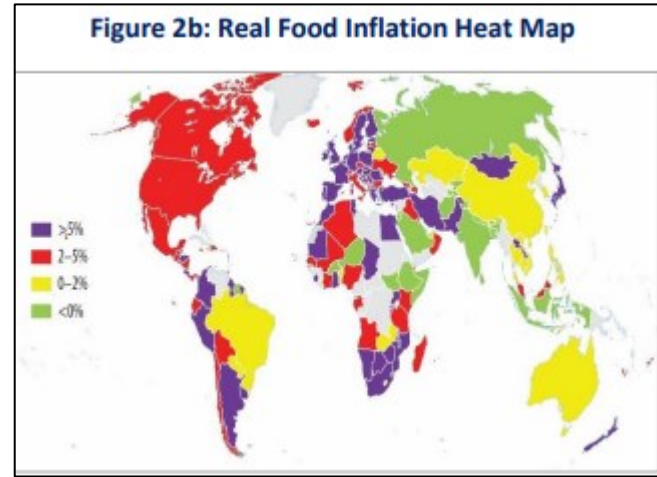 Figure 2b: Real Food Inflation Heat Map
≥5%
2–5%
0–2%
<0%